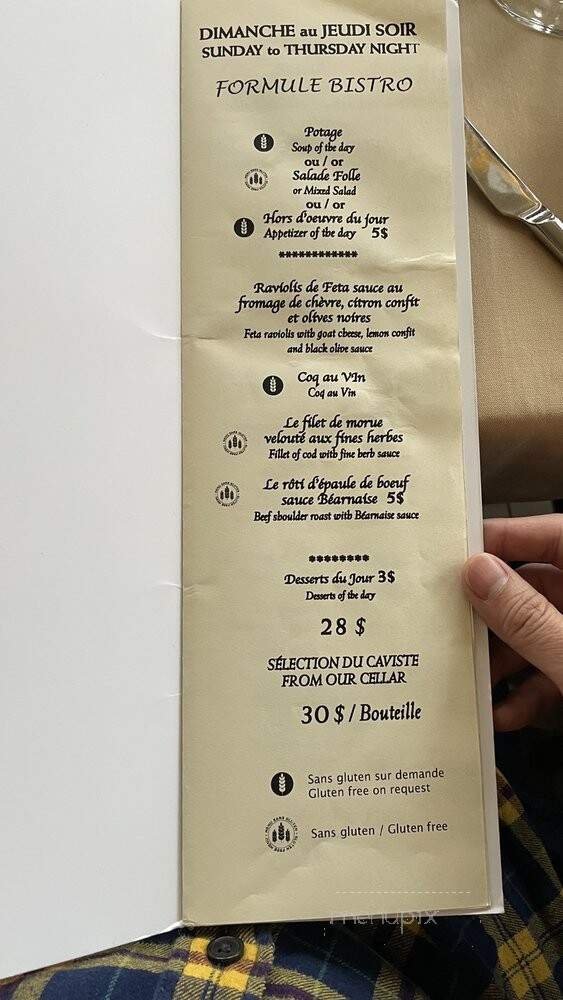 DIMANCHE au JEUDI SOIR
SUNDAY to THURSDAY NIGHT
FORMULE BISTRO
Potage
Soup of the day
ou / or
Salade Folle
or Mixed Salad
ou / or
Hors d'oeuvre du jour
Appetizer of the day 5$
************
Raviolis de Feta sauce au
fromage de chèvre, citron confit
et olives noires
Feta raviolis with goat cheese, lemon confit
and black olive sauce
Coq au VIn
Coq au Vin
Le filet de morue
velouté aux fines herbes
Fillet of cod with fine herb sauce
Le rôti d'épaule de boeuf
sauce Béarnaise 5$
Beef shoulder roast with Béarnaise sauce
********
Desserts du Jour 3$
Desserts of the day
28 $
SÉLECTION DU CAVISTE
FROM OUR CELLAR
30 $ / Bouteille
Sans gluten sur demande
Gluten free on request
Sans gluten / Gluten free
menupix